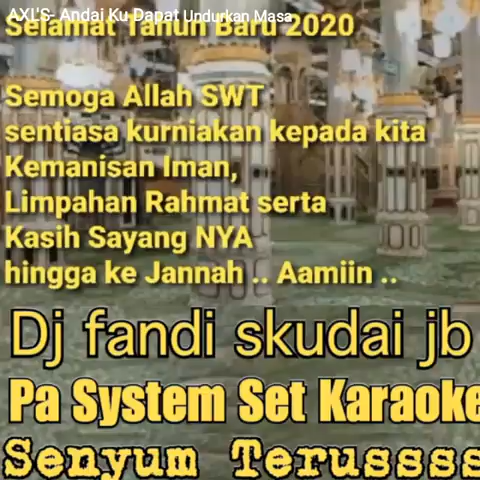 AXL'S- Andai Ku Dapat Undurkan Masa
Selamat Tahun Baru 2020
Semoga Allah SWT
sentiasa kurniakan kepada kita
Kemanisan Iman,
Limpahan Rahmat serta
Kasih Sayang NYA
hingga ke Jannah .. Aamiin ..
Dj fandi skudai jb
Pa System Set Karaoke
Senyum Terussss